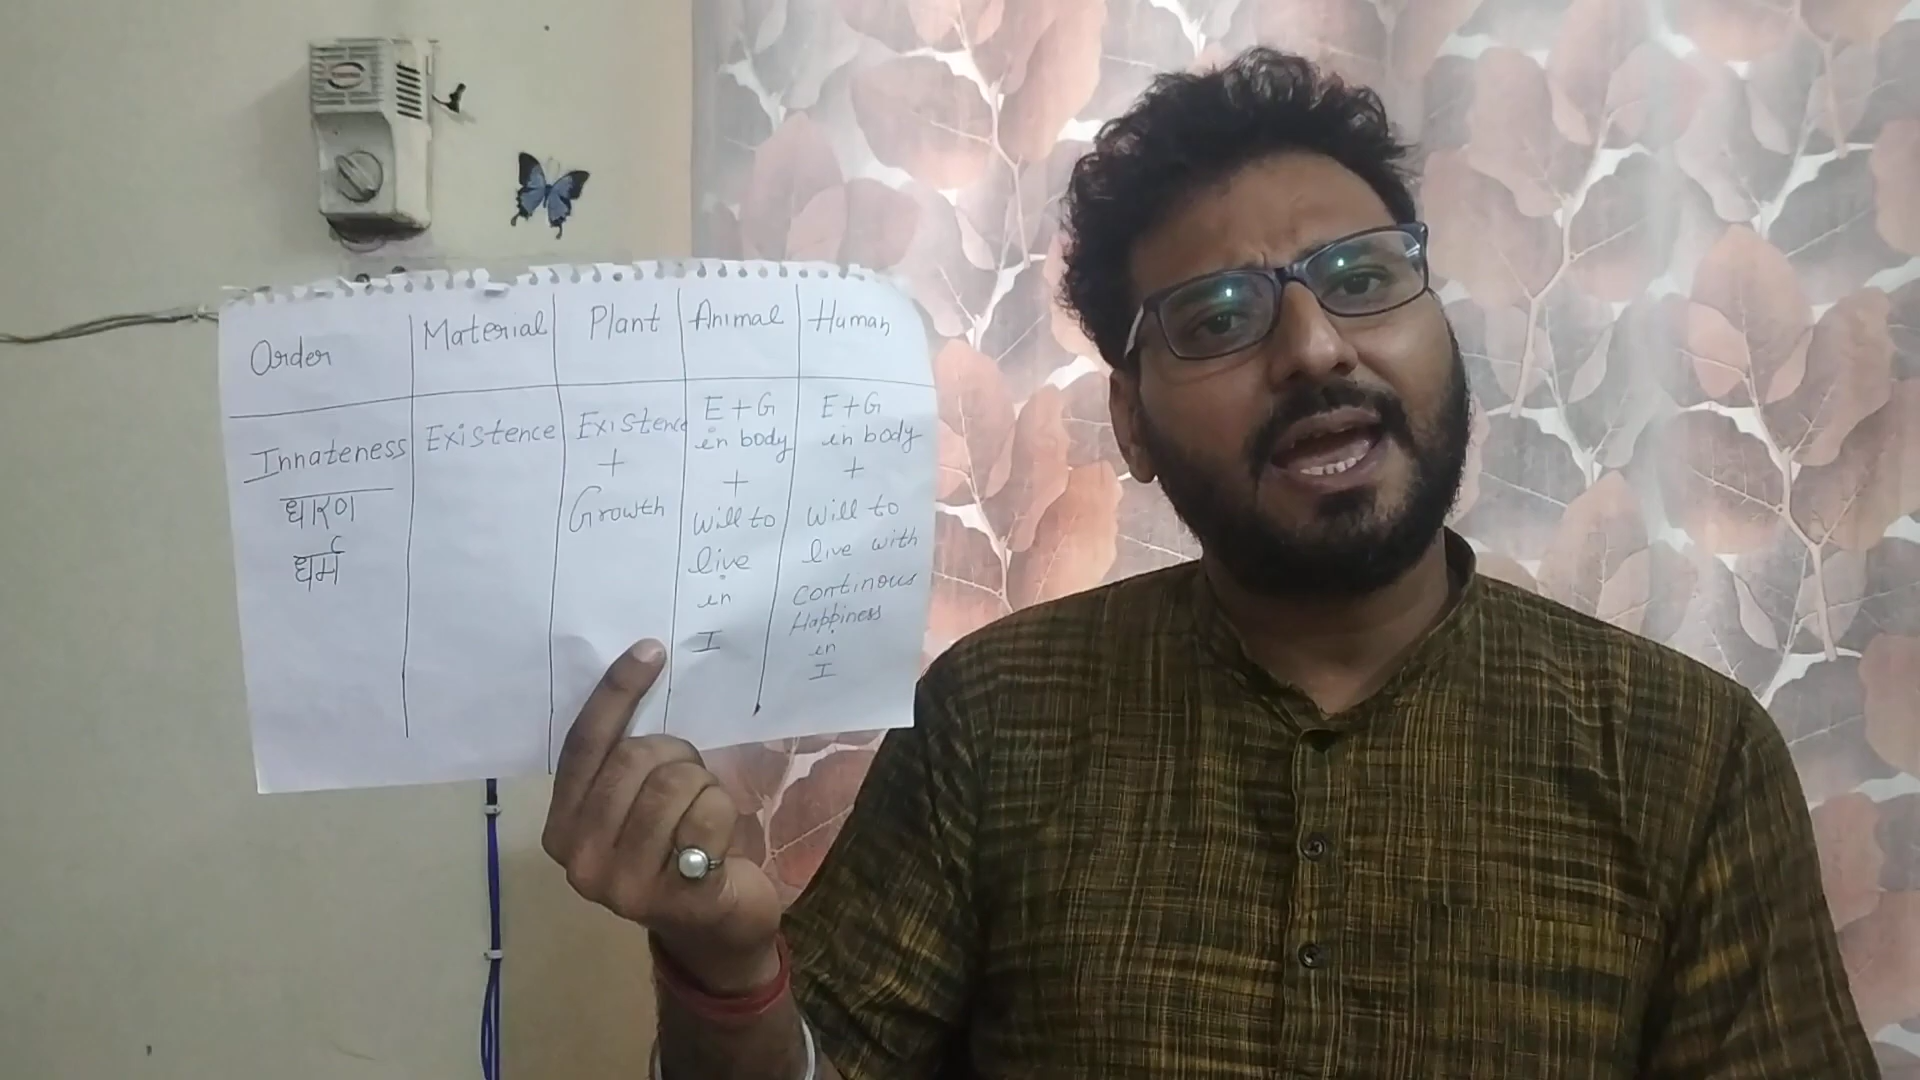 Order Material Plant Animal Human
Innateness
धारण
धर्म
Existence
Existence
+
Growth
E+G
in body
+
will to
live
in
I
E+G
in body
+
Will to
live with
Continous
Happiness
in
I